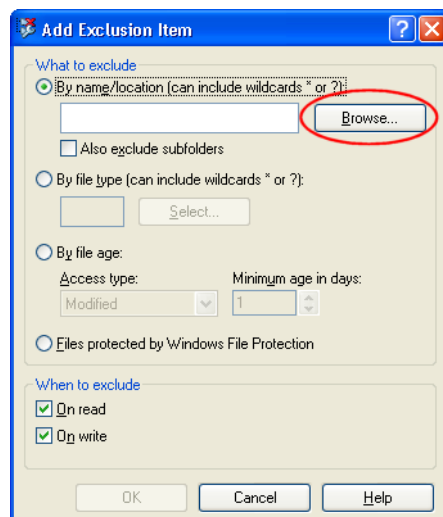 Add Exclusion Item
What to exclude
By name/location (can include wildcards * or ?):
Browse...
Also exclude subfolders
By file type (can include wildcards * or ?):
Select...
By file age:
Access type: Minimum age in days:
Modified 1
Files protected by Windows File Protection
When to exclude
On read
On write
OK Cancel Help